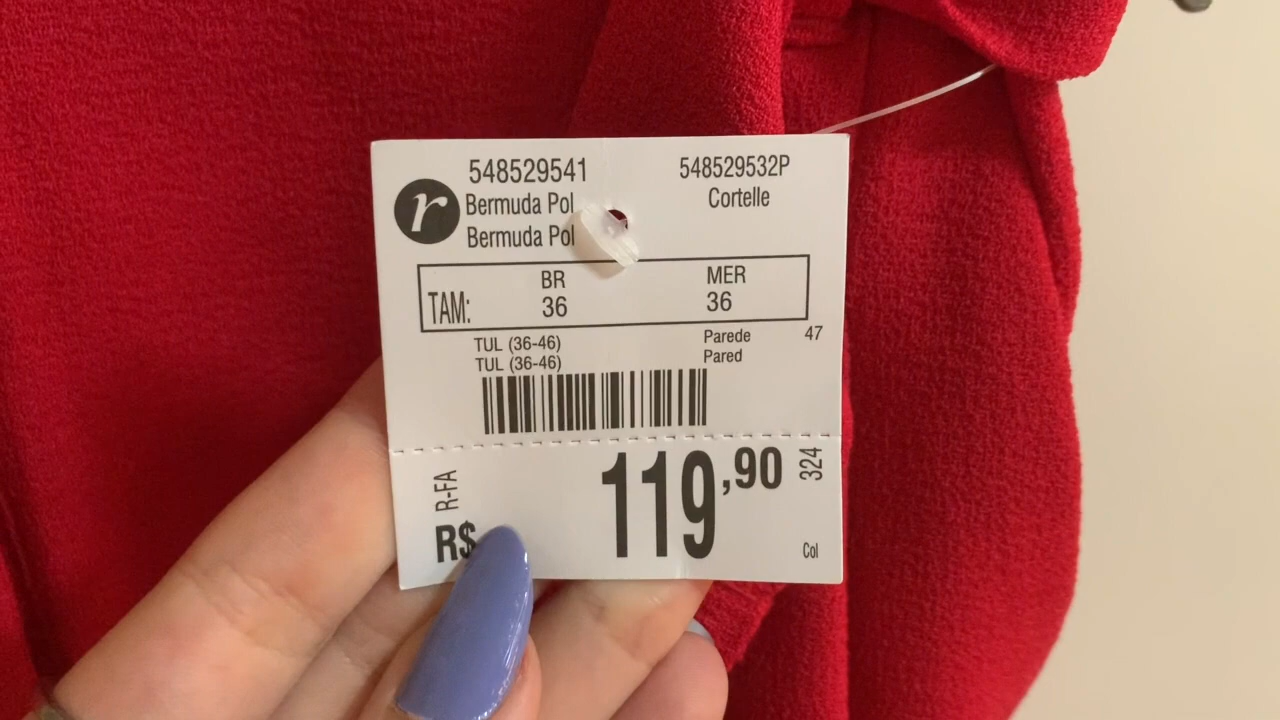 548529541
548529532P
r
Bermuda Pol
Cortelle
Bermuda Pol
BR
MER
TAM:
36
36
TUL (36-46)
Parede
47
TUL (36-46)
Pared
R-FA
R$
119,90
324
Col